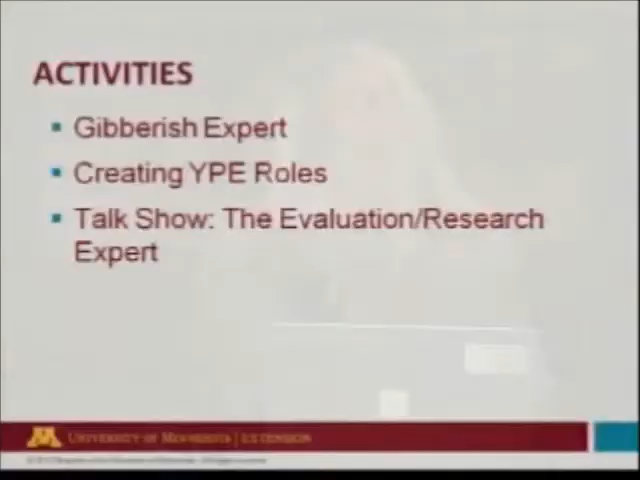 ACTIVITIES
Gibberish Expert
Creating YPE Roles
Talk Show: The Evaluation/Research
Expert
UNIVERSITY OF MINNESOTA | EXTENSION